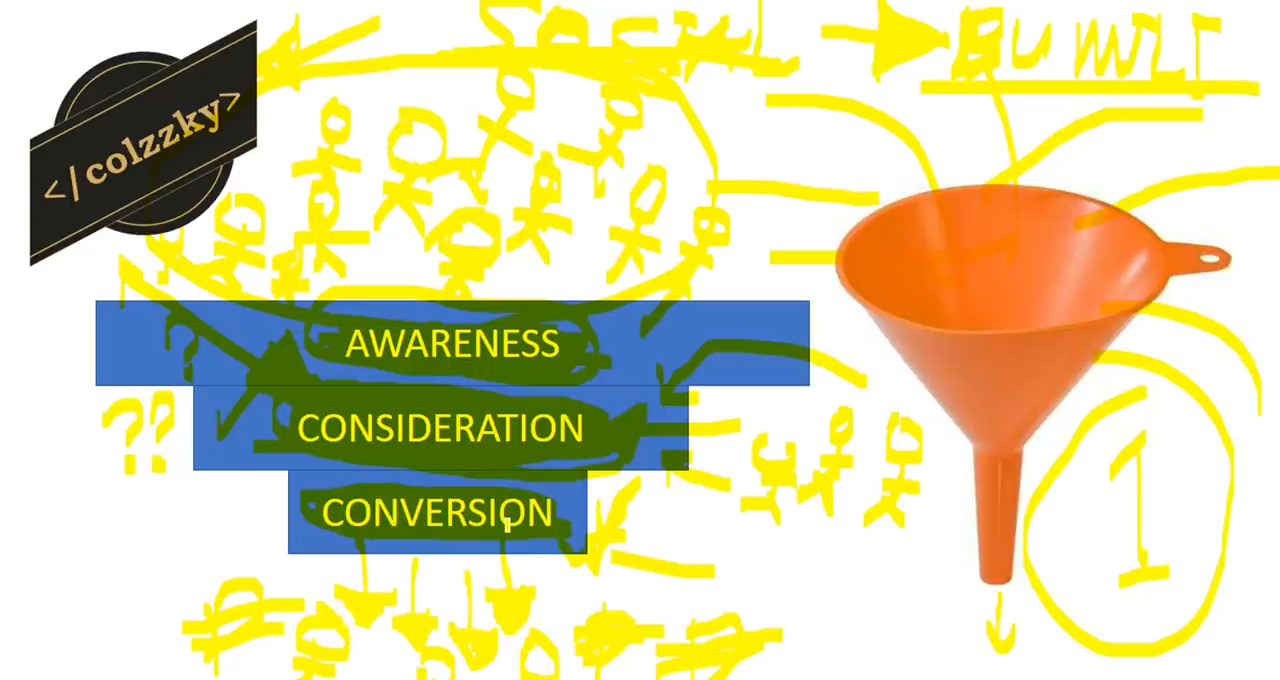 </colzzky>
AWARENESS
CONSIDERATION
CONVERSION
??
1